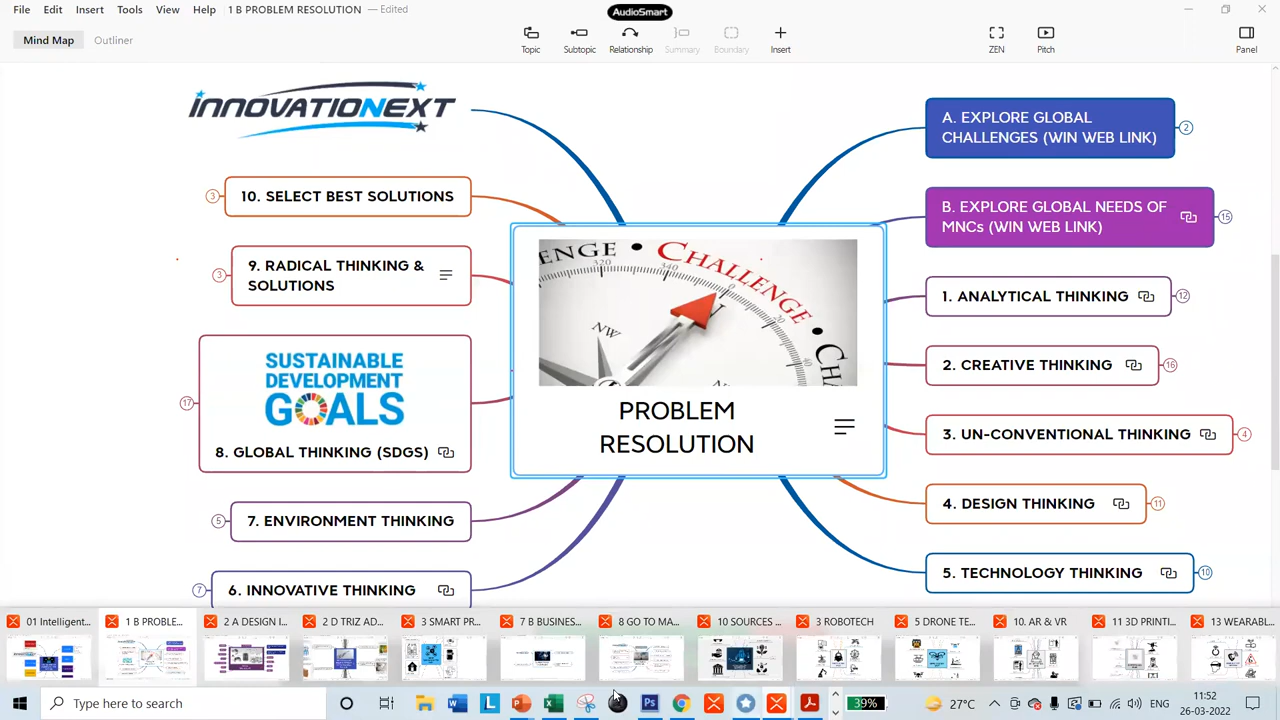 File Edit Insert Tools View Help 1 B PROBLEM RESOLUTION — Edited
AudioSmart
Mind Map Outliner
Topic Subtopic Relationship Summary Boundary Insert ZEN Pitch Panel
INNOVATIONEXT
10. SELECT BEST SOLUTIONS
3
9. RADICAL THINKING &
SOLUTIONS
3
SUSTAINABLE
DEVELOPMENT
GOALS
8. GLOBAL THINKING (SDGS)
17
7. ENVIRONMENT THINKING
5
6. INNOVATIVE THINKING
7
ENGE • CHALLENGE •
320 340 0 20
NW N
PROBLEM
RESOLUTION
A. EXPLORE GLOBAL
CHALLENGES (WIN WEB LINK)
2
B. EXPLORE GLOBAL NEEDS OF
MNCs (WIN WEB LINK)
15
1. ANALYTICAL THINKING
12
2. CREATIVE THINKING
16
3. UN-CONVENTIONAL THINKING
4
4. DESIGN THINKING
11
5. TECHNOLOGY THINKING
10
01 Intelligent... 1 B PROBLE... 2 A DESIGN I... 2 D TRIZ AD... 3 SMART PR... 7 B BUSINES... 8 GO TO MA... 10 SOURCES ... 3 ROBOTECH 5 DRONE TE... 10. AR & VR 11 3D PRINTI... 13 WEARABL...
Type here to search
39%
27°C
ENG
11:52
26-03-2022